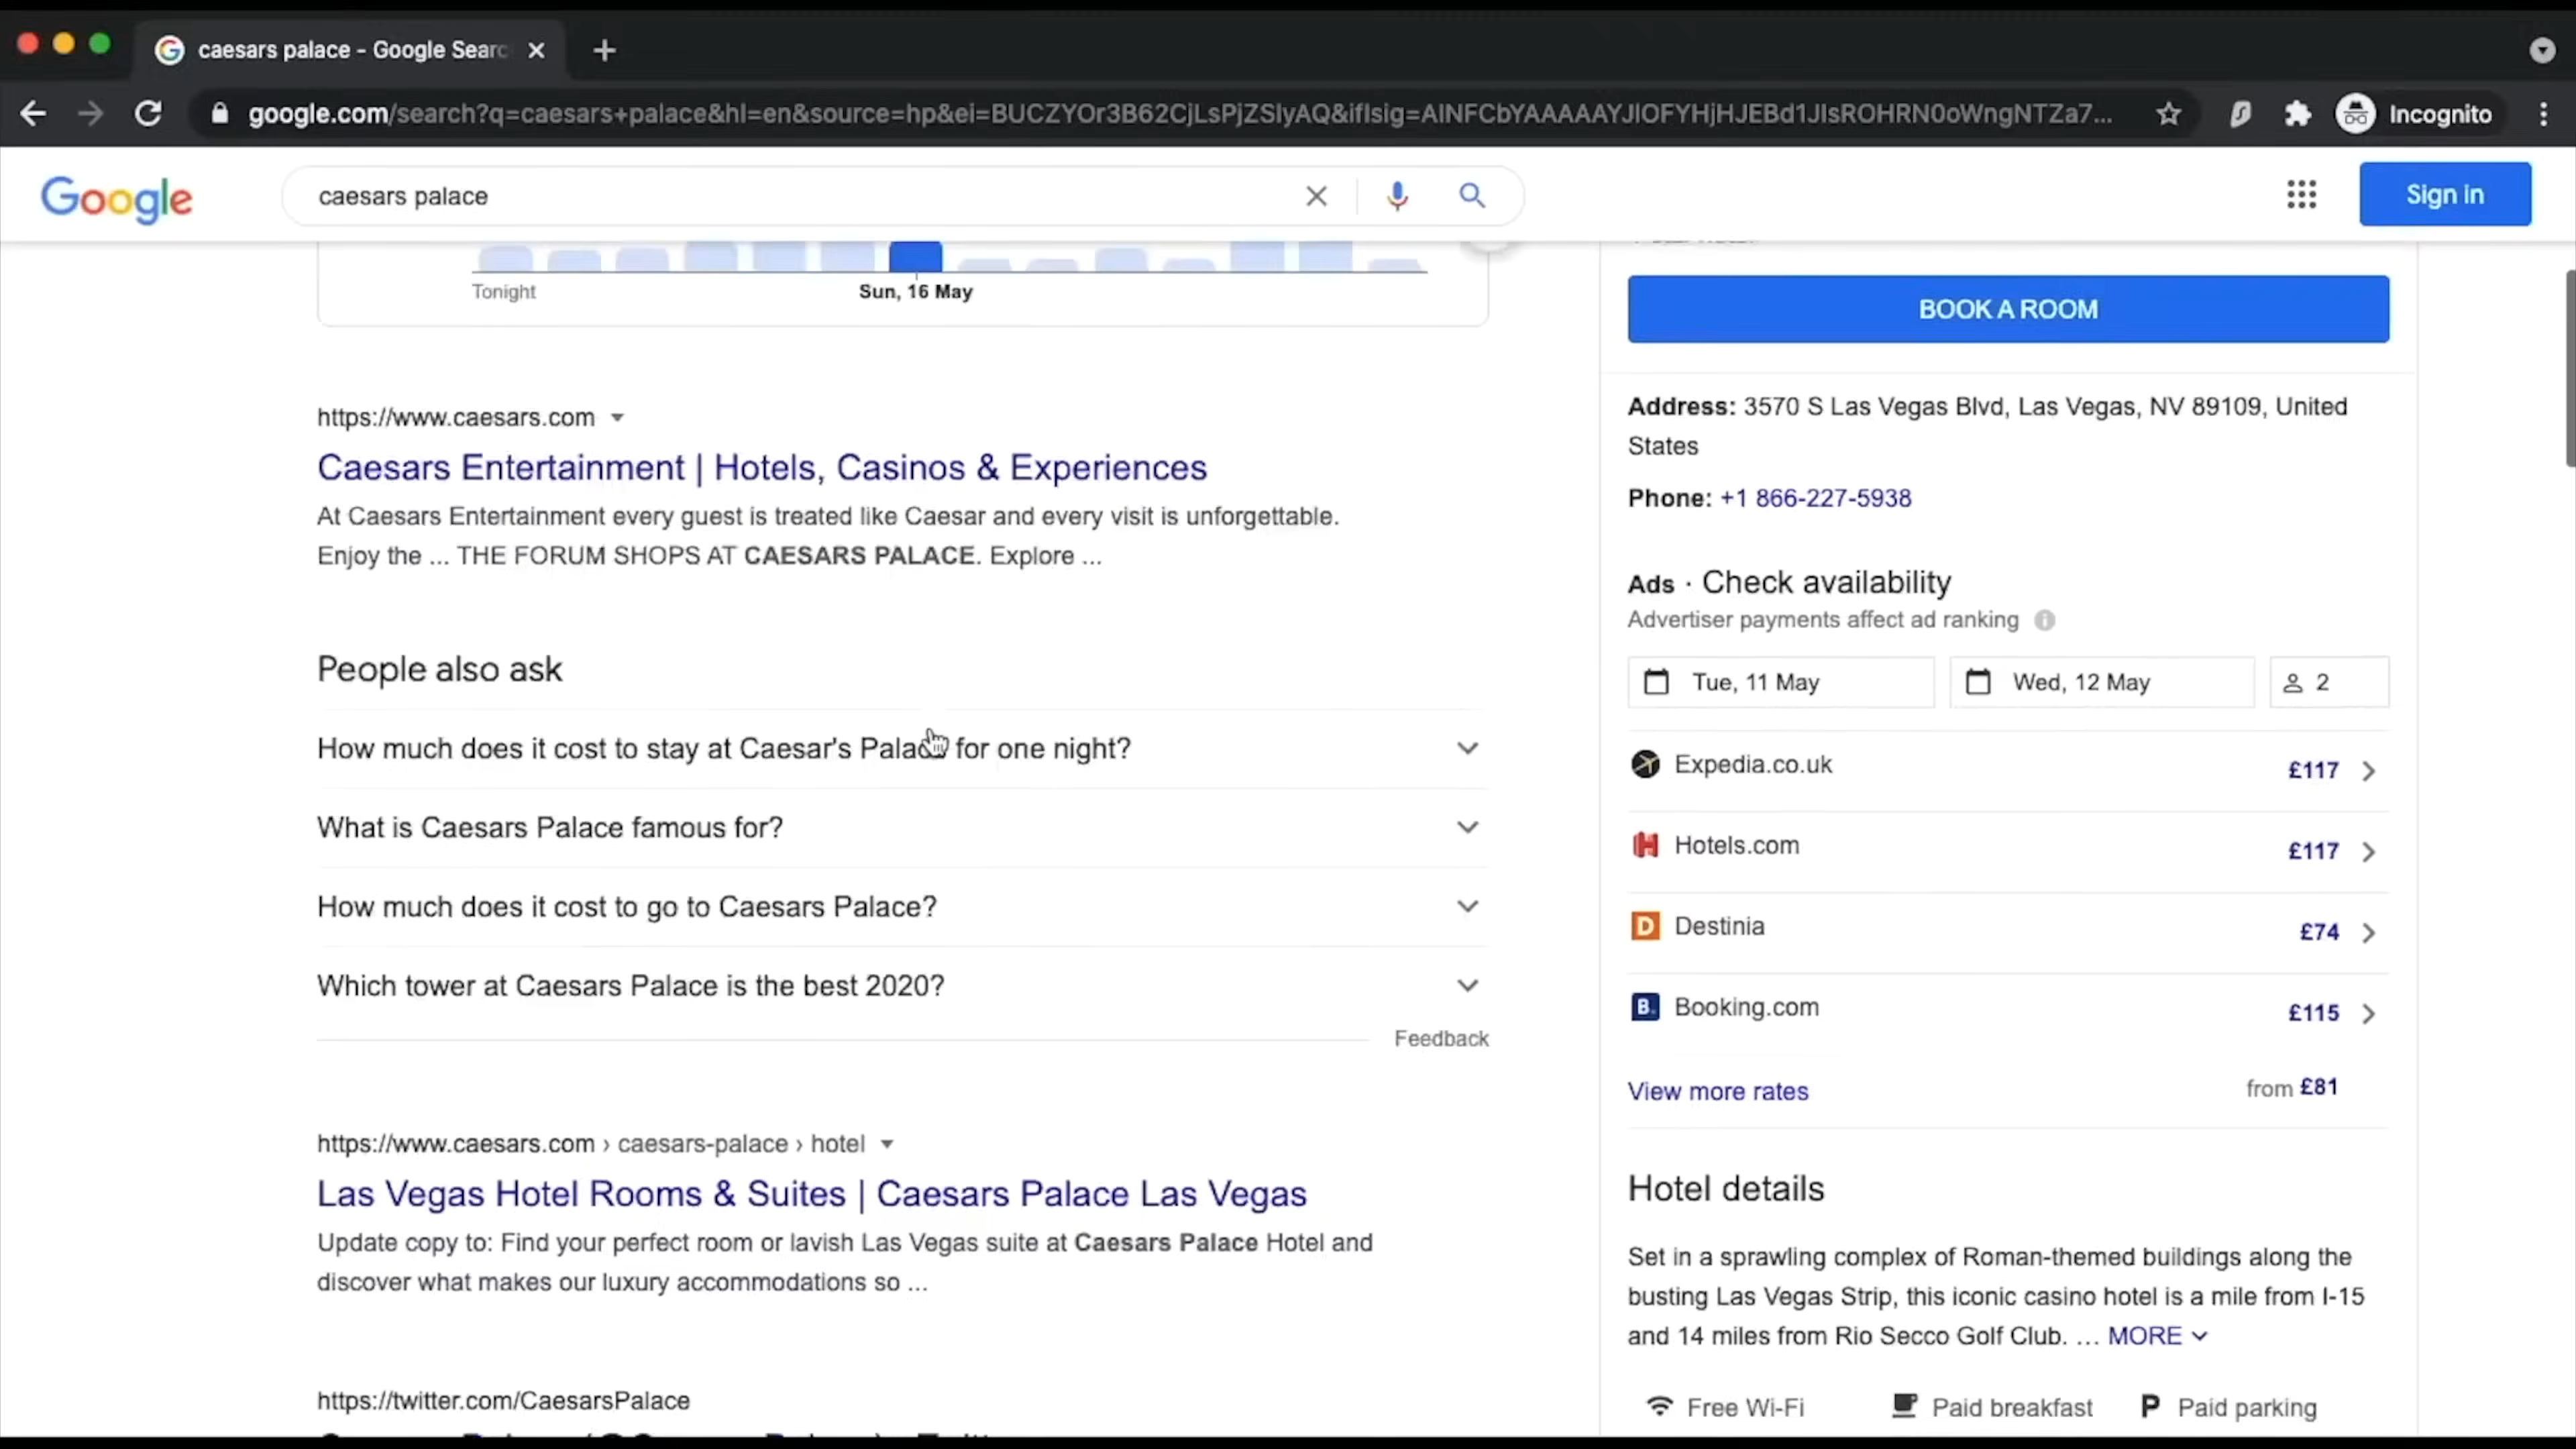 caesars palace - Google Searc
google.com/search?q=caesars+palace&hl=en&source=hp&ei=BUCZYOr3B62CjLsPjZSlyAQ&iflsig=AINFCbYAAAAAYJlOFYHjHJEBd1JIsROHRN0oWngNTZa7...
Incognito
Google
caesars palace
Sign in
Tonight
Sun, 16 May
https://www.caesars.com
Caesars Entertainment | Hotels, Casinos & Experiences
At Caesars Entertainment every guest is treated like Caesar and every visit is unforgettable.
Enjoy the ... THE FORUM SHOPS AT CAESARS PALACE. Explore ...
People also ask
How much does it cost to stay at Caesar's Palace for one night?
What is Caesars Palace famous for?
How much does it cost to go to Caesars Palace?
Which tower at Caesars Palace is the best 2020?
Feedback
https://www.caesars.com › caesars-palace › hotel
Las Vegas Hotel Rooms & Suites | Caesars Palace Las Vegas
Update copy to: Find your perfect room or lavish Las Vegas suite at Caesars Palace Hotel and
discover what makes our luxury accommodations so ...
https://twitter.com/CaesarsPalace
BOOK A ROOM
Address: 3570 S Las Vegas Blvd, Las Vegas, NV 89109, United
States
Phone: +1 866-227-5938
Ads · Check availability
Advertiser payments affect ad ranking
Tue, 11 May
Wed, 12 May
2
Expedia.co.uk £117
Hotels.com £117
Destinia £74
Booking.com £115
View more rates from £81
Hotel details
Set in a sprawling complex of Roman-themed buildings along the
busting Las Vegas Strip, this iconic casino hotel is a mile from I-15
and 14 miles from Rio Secco Golf Club. ... MORE
Free Wi-Fi
Paid breakfast
Paid parking